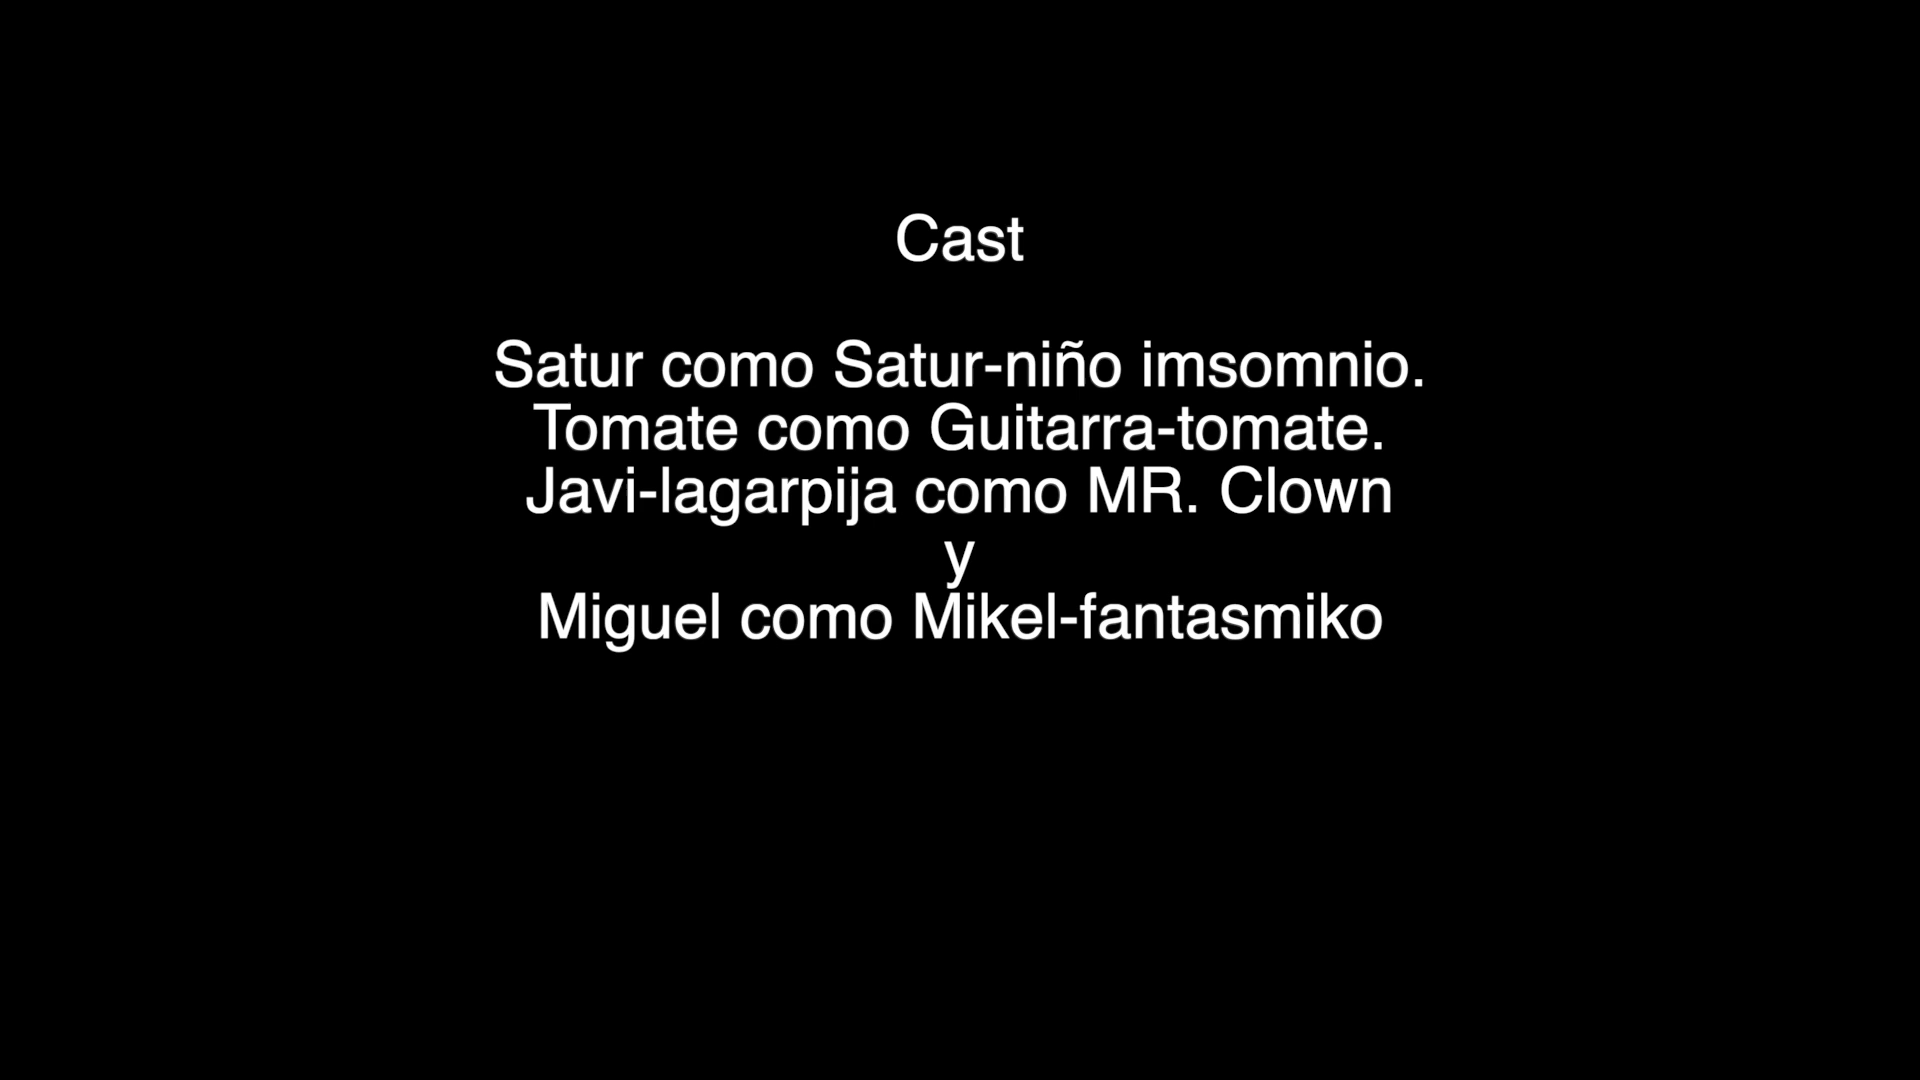 Cast
Satur como Satur-niño imsomnio.
Tomate como Guitarra-tomate.
Javi-lagarpija como MR. Clown
y
Miguel como Mikel-fantasmiko